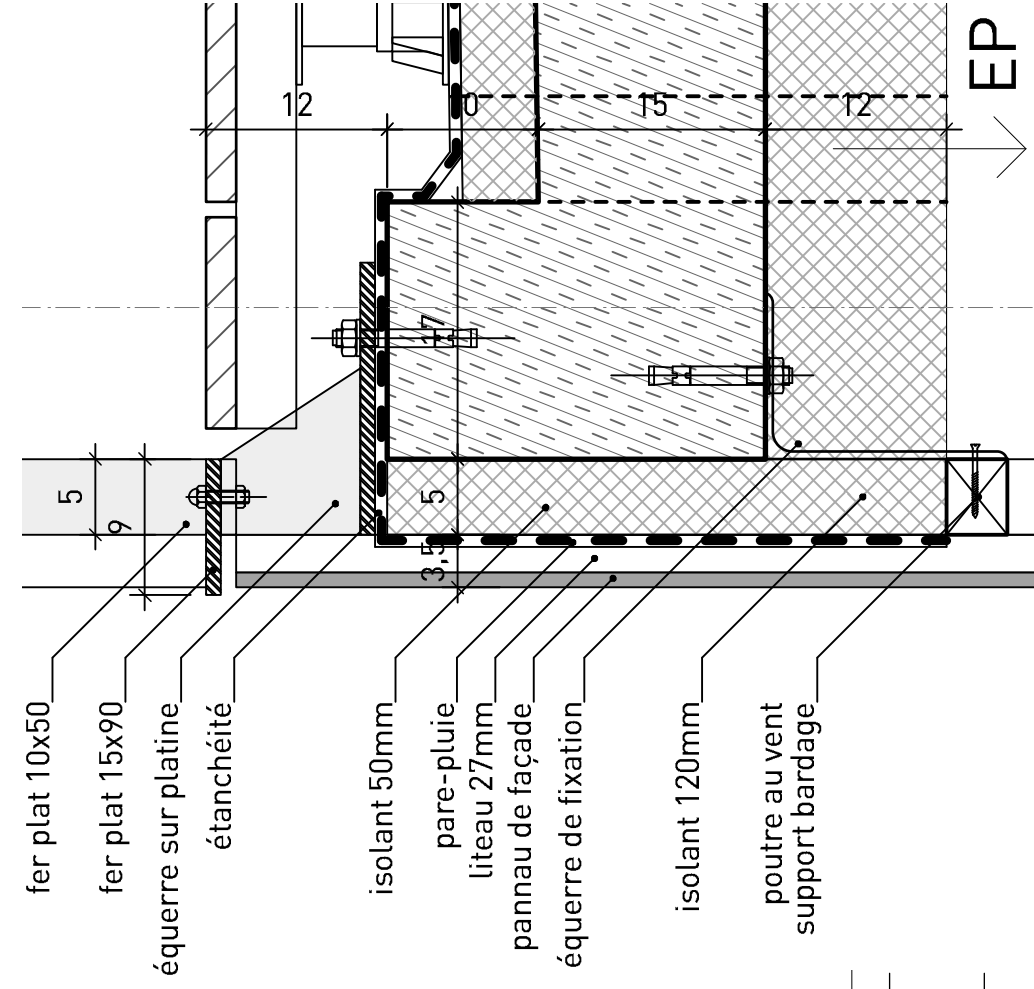 EP
12
0
15
12
17
5
9
5
3,5
fer plat 10x50
fer plat 15x90
équerre sur platine
étanchéité
isolant 50mm
pare-pluie
liteau 27mm
pannau de façade
équerre de fixation
isolant 120mm
poutre au vent
support bardage